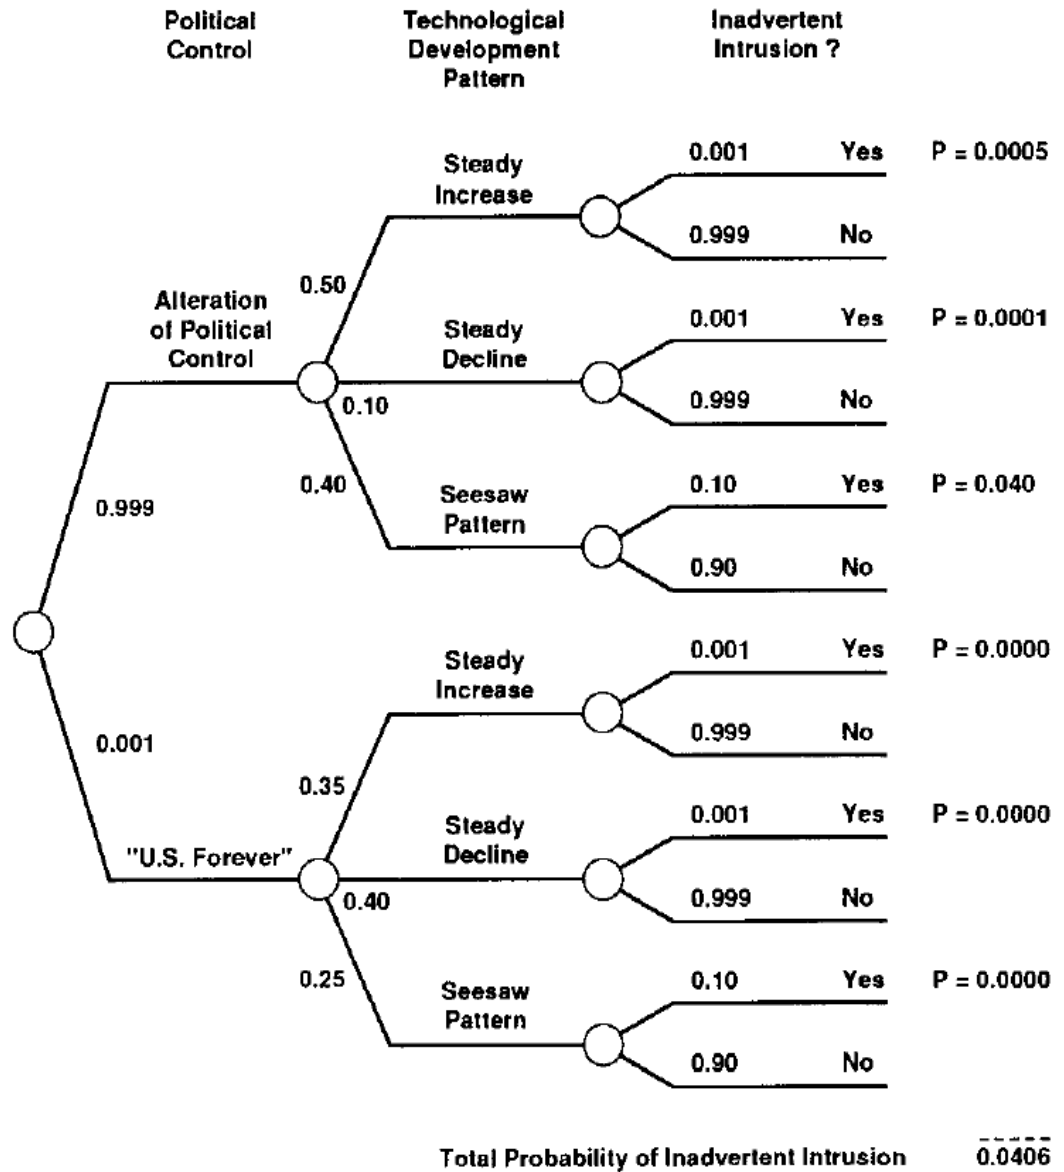 Political
Control
Technological
Development
Pattern
Inadvertent
Intrusion ?
Steady
Increase
0.001 Yes P = 0.0005
0.999 No
0.50
Alteration
of Political
Control
Steady
Decline
0.001 Yes P = 0.0001
0.999 No
0.10
0.40
Seesaw
Pattern
0.10 Yes P = 0.040
0.90 No
0.999
Steady
Increase
0.001 Yes P = 0.0000
0.999 No
0.001
0.35
"U.S. Forever"
Steady
Decline
0.001 Yes P = 0.0000
0.999 No
0.40
0.25
Seesaw
Pattern
0.10 Yes P = 0.0000
0.90 No
Total Probability of Inadvertent Intrusion 0.0406